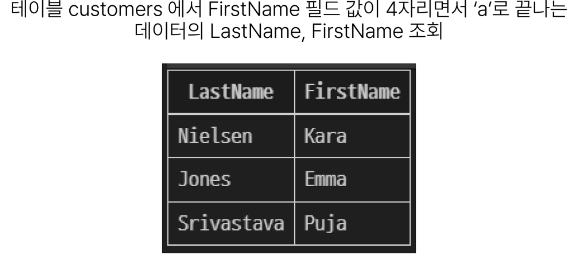 테이블 customers 에서 FirstName 필드 값이 4자리면서 ‘a’로 끝나는
데이터의 LastName, FirstName 조회
LastName FirstName
Nielsen Kara
Jones Emma
Srivastava Puja